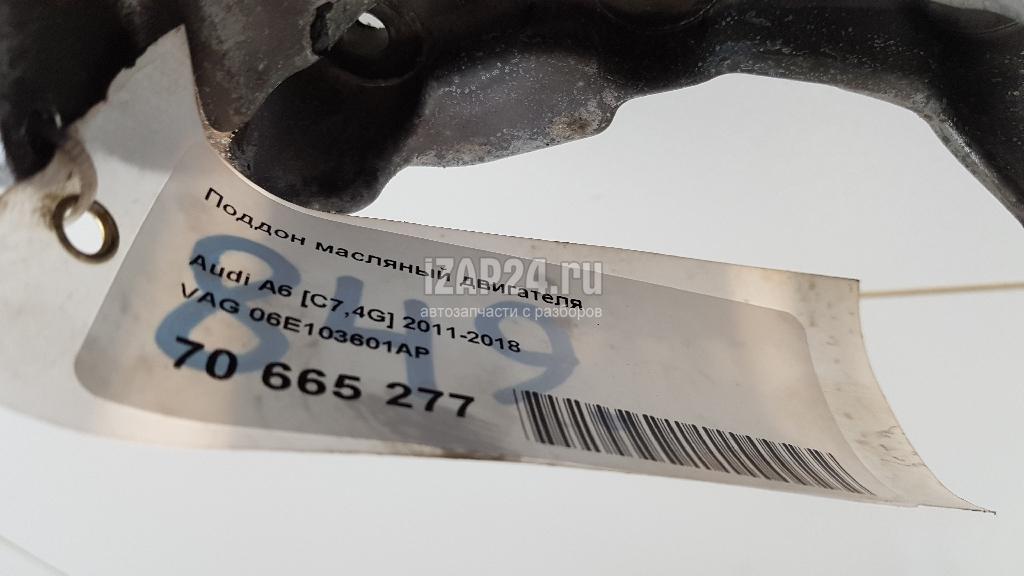 Поддон масляный двигателя
Audi A6 [C7,4G] 2011-2018
VAG 06E103601AP
70 665 277
849
iZAP24.ru
автозапчасти с разборов